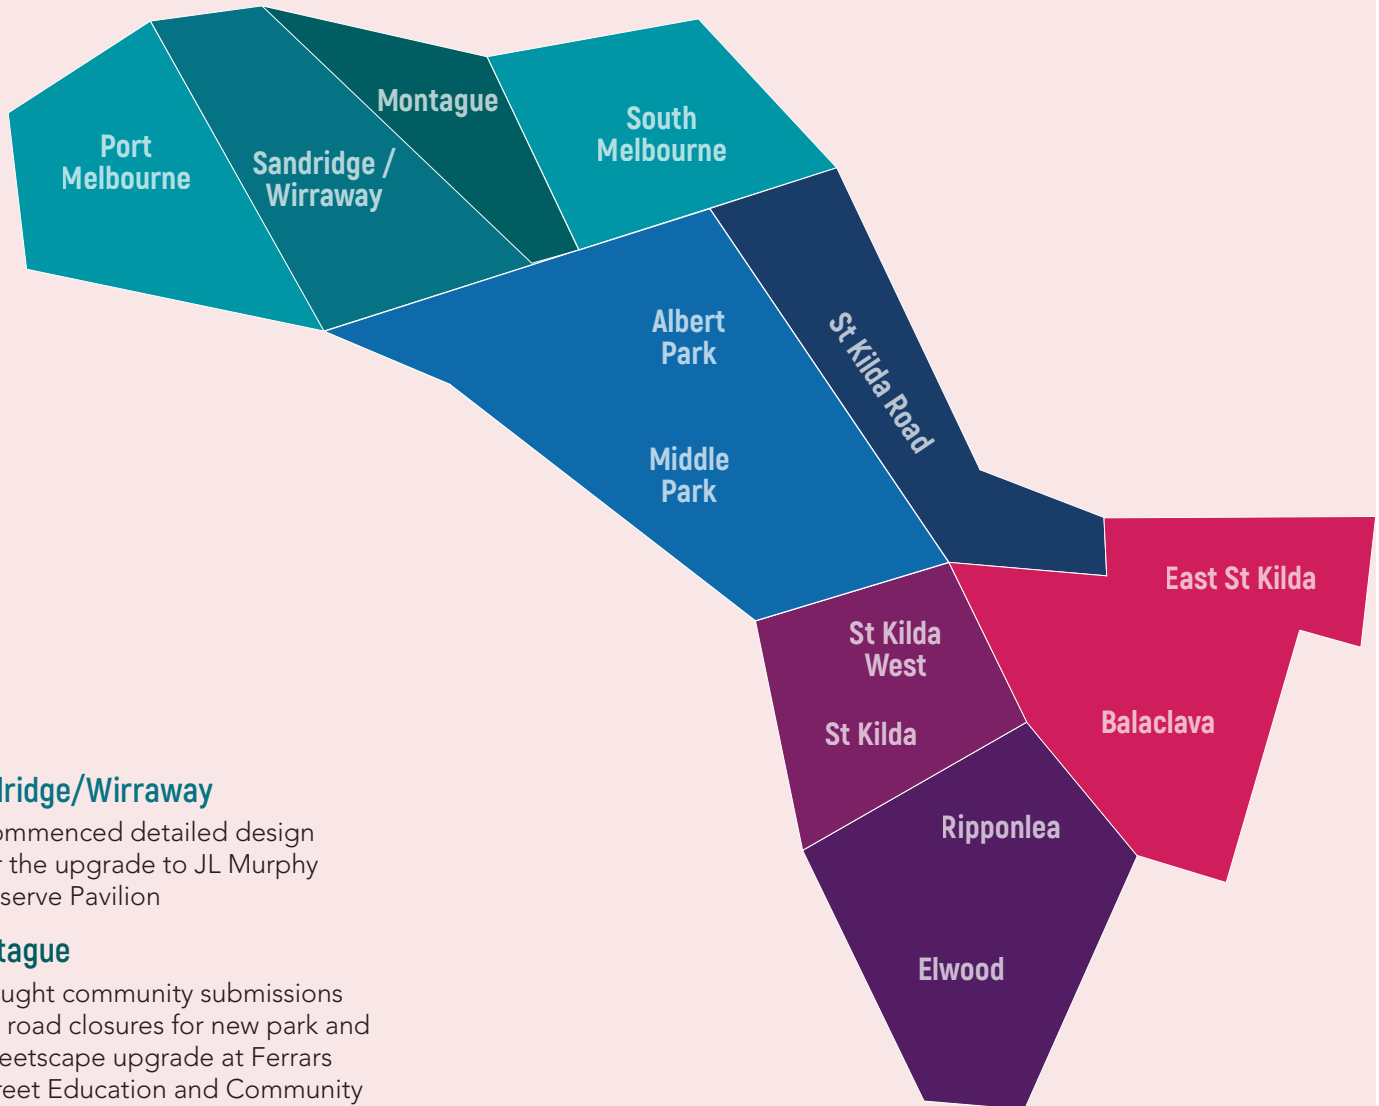 Montague
South
Melbourne
Port
Melbourne
Sandridge /
Wirraway
Albert
Park
St Kilda Road
Middle
Park
East St Kilda
St Kilda
West
St Kilda
Balaclava
Ripponlea
Elwood
dridge/Wirraway
ommenced detailed design
r the upgrade to JL Murphy
serve Pavilion
tague
ught community submissions
road closures for new park and
eetscape upgrade at Ferrars
reet Education and Community